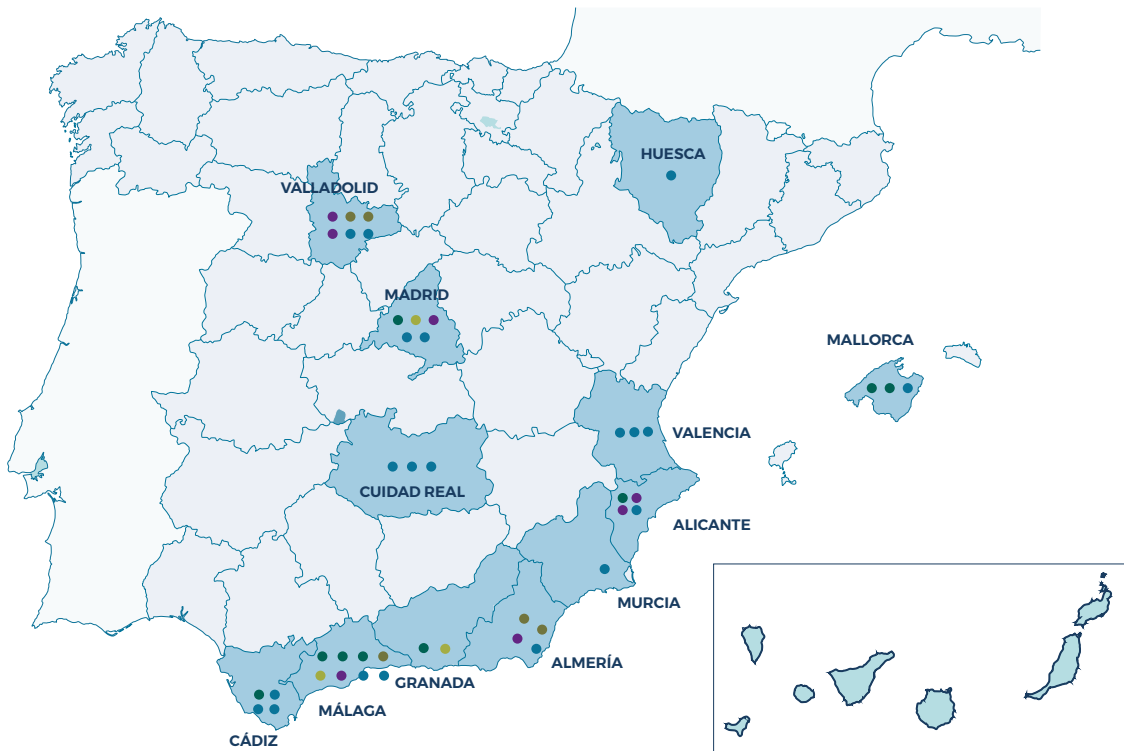 HUESCA
VALLADOLID
MADRID
MALLORCA
VALENCIA
CUIDAD REAL
ALICANTE
MURCIA
ALMERÍA
GRANADA
MÁLAGA
CÁDIZ